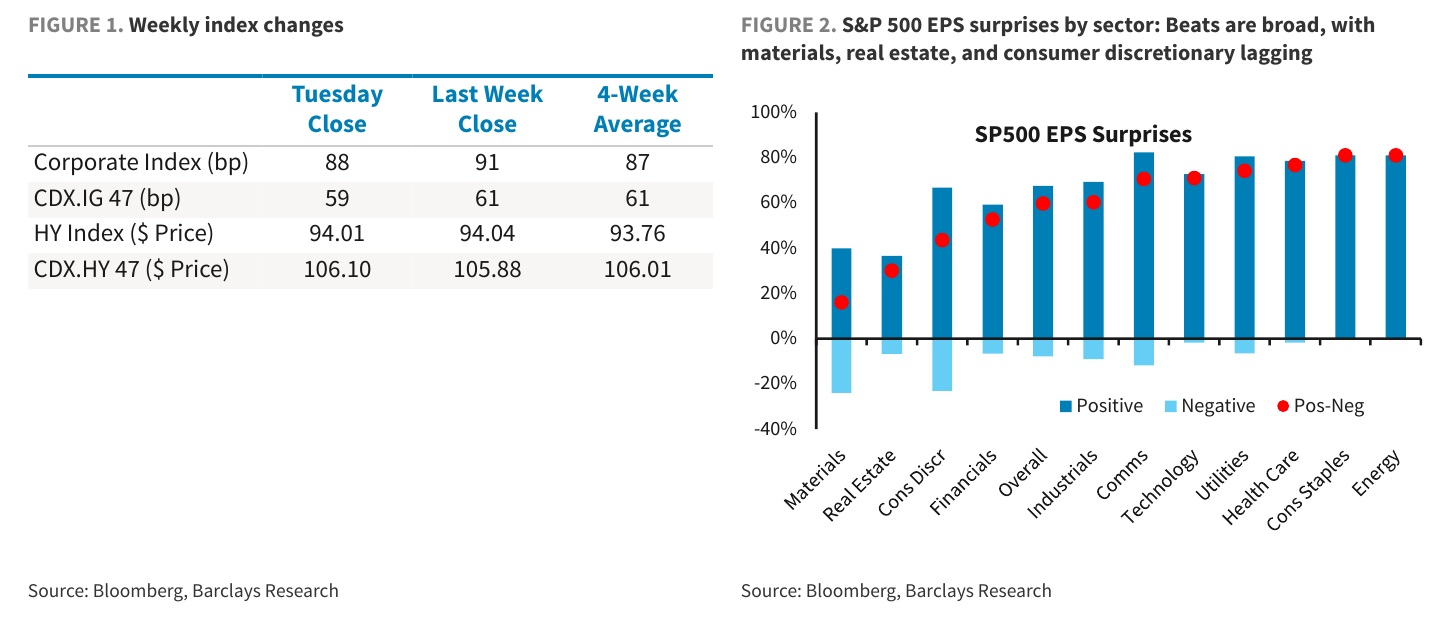 FIGURE 1. Weekly index changes
Tuesday Close Last Week Close 4-Week Average
Corporate Index (bp) 88 91 87
CDX.IG 47 (bp) 59 61 61
HY Index ($ Price) 94.01 94.04 93.76
CDX.HY 47 ($ Price) 106.10 105.88 106.01
Source: Bloomberg, Barclays Research
FIGURE 2. S&P 500 EPS surprises by sector: Beats are broad, with
materials, real estate, and consumer discretionary lagging
SP500 EPS Surprises
100%
80%
60%
40%
20%
0%
-20%
-40%
Positive Negative Pos-Neg
Materials
Real Estate
Cons Discr
Financials
Overall
Industrials
Comms
Technology
Utilities
Health Care
Cons Staples
Energy
Source: Bloomberg, Barclays Research